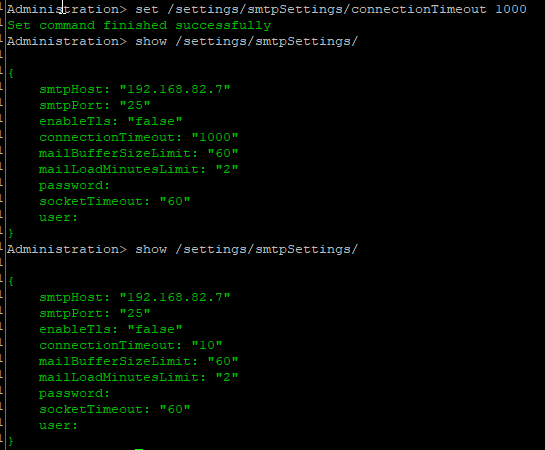 Administration> set /settings/smtpSettings/connectionTimeout 1000
Set command finished successfully
Administration> show /settings/smtpSettings/
{
smtpHost: "192.168.82.7"
smtpPort: "25"
enableTls: "false"
connectionTimeout: "1000"
mailBufferSizeLimit: "60"
mailLoadMinutesLimit: "2"
password:
socketTimeout: "60"
user:
}
Administration> show /settings/smtpSettings/
{
smtpHost: "192.168.82.7"
smtpPort: "25"
enableTls: "false"
connectionTimeout: "10"
mailBufferSizeLimit: "60"
mailLoadMinutesLimit: "2"
password:
socketTimeout: "60"
user:
}